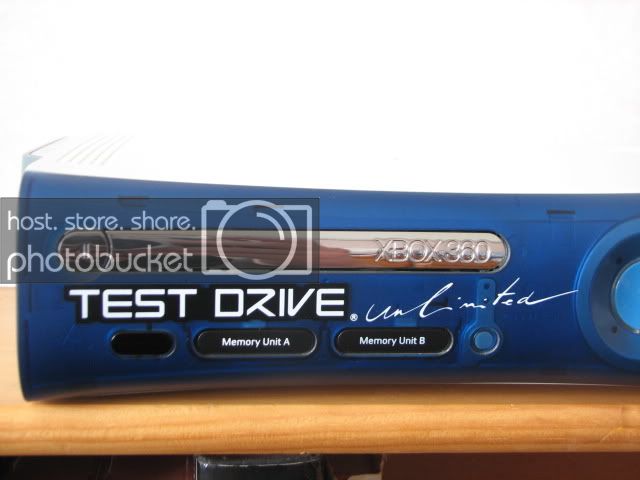 host. store. share.
photobucket
XBOX 360
TEST DRIVE® unlimited
Memory Unit A
Memory Unit B